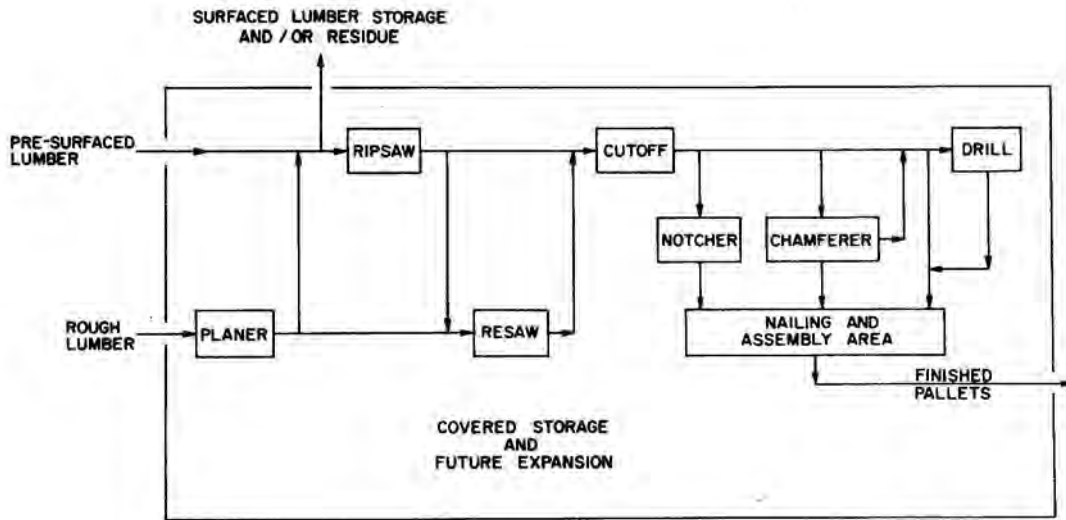 SURFACED LUMBER STORAGE
AND / OR RESIDUE
PRE-SURFACED
LUMBER
RIPSAW
CUTOFF
DRILL
NOTCHER
CHAMFERER
ROUGH
LUMBER
PLANER
RESAW
NAILING AND
ASSEMBLY AREA
FINISHED
PALLETS
COVERED STORAGE
AND
FUTURE EXPANSION